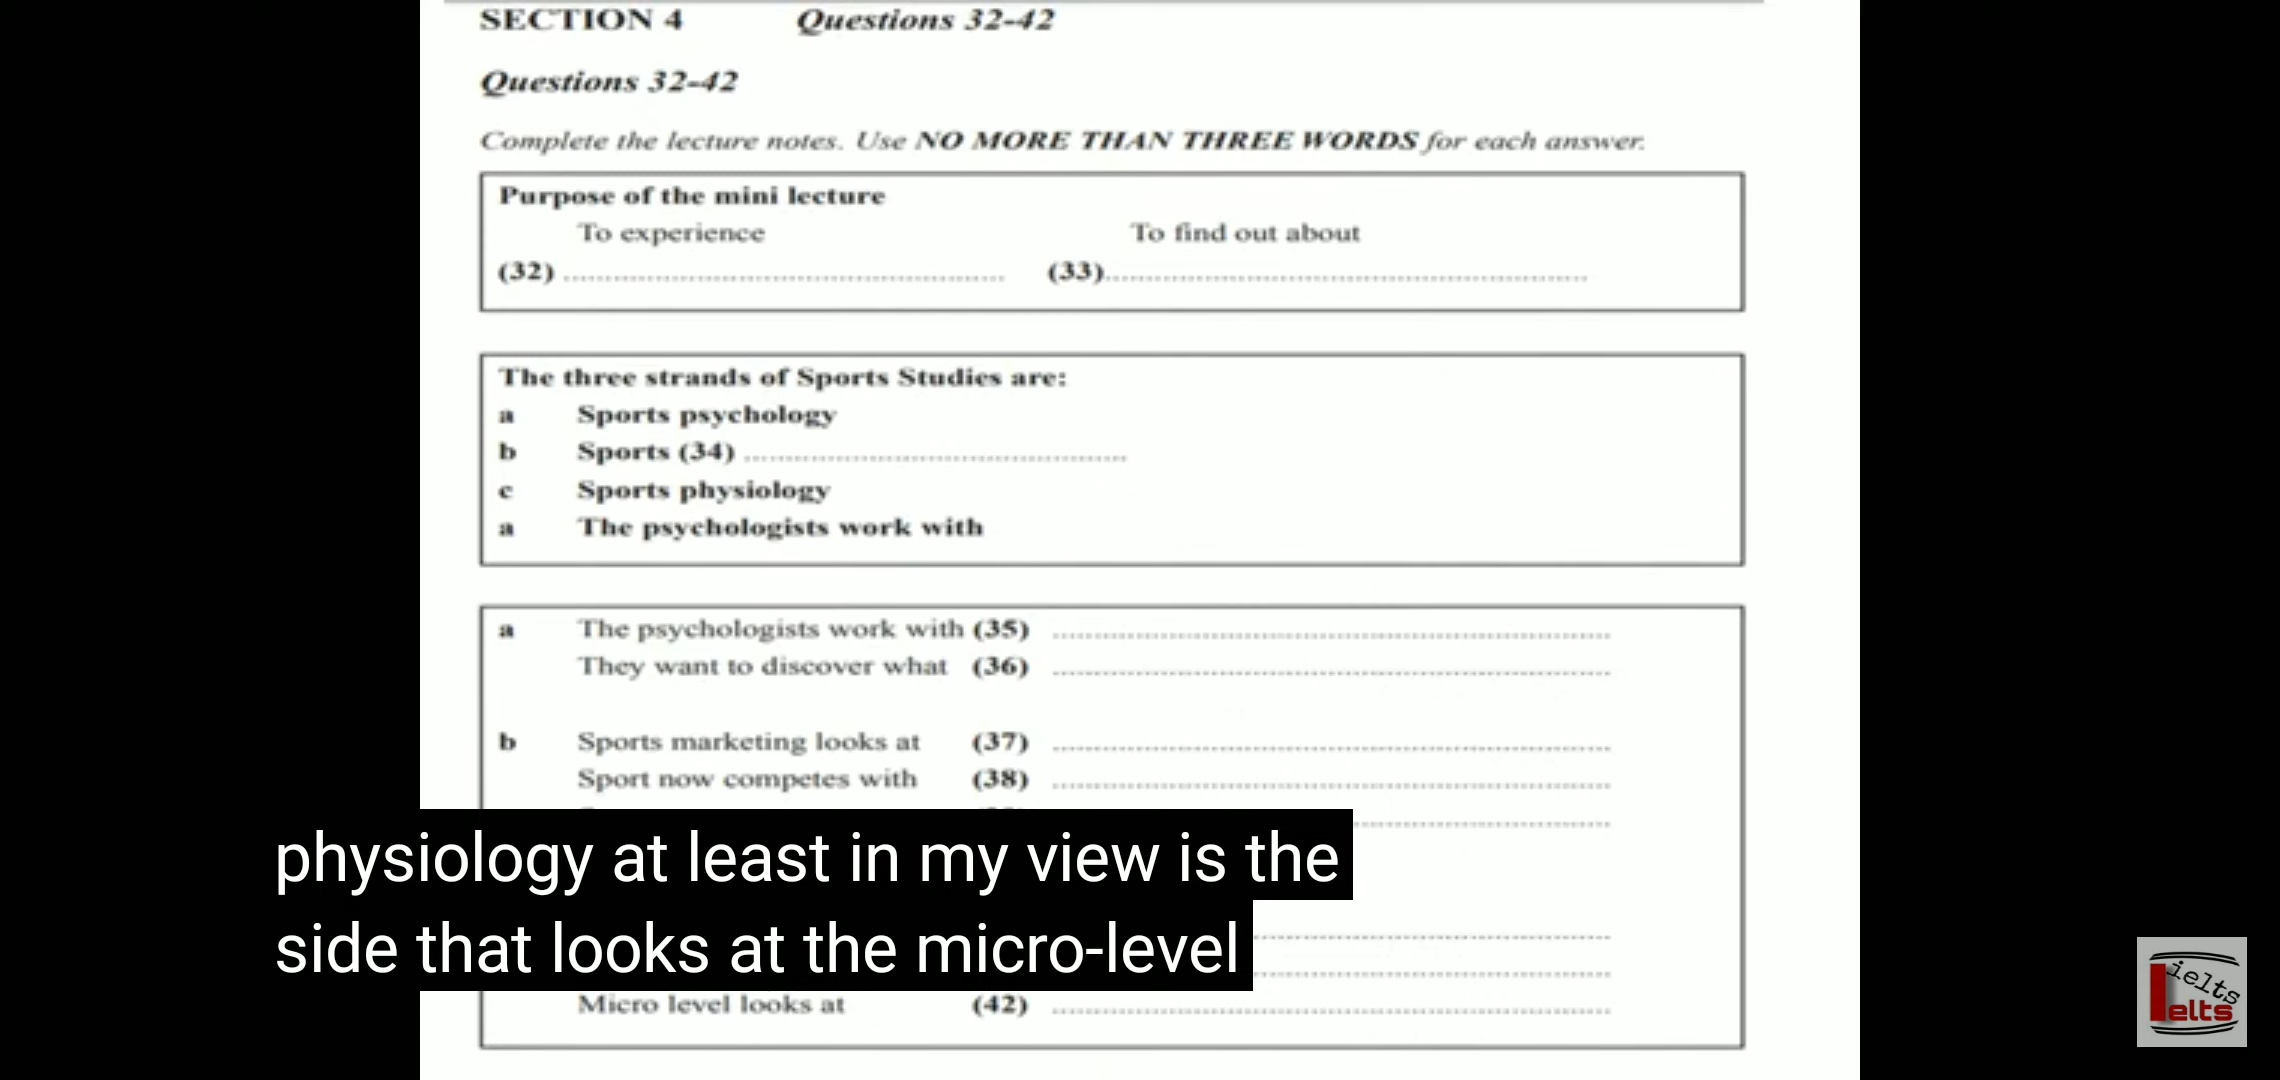 SECTION 4 Questions 32-42
Questions 32-42
Complete the lecture notes. Use NO MORE THAN THREE WORDS for each answer.
Purpose of the mini lecture
To experience To find out about
(32) ........................................ (33)........................................
The three strands of Sports Studies are:
a Sports psychology
b Sports (34) ........................................
c Sports physiology
a The psychologists work with
a The psychologists work with (35) ........................................
They want to discover what (36) ........................................
b Sports marketing looks at (37) ........................................
Sport now competes with (38) ........................................
physiology at least in my view is the
side that looks at the micro-level
Micro level looks at (42) ........................................
ielts
Ielts